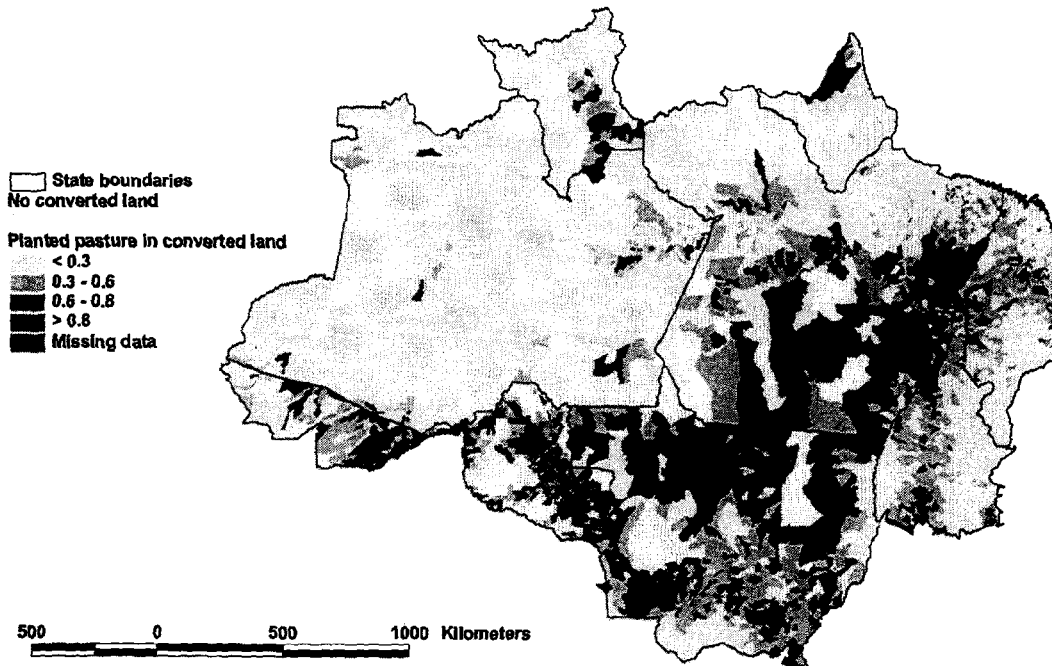 State boundaries
No converted land
Planted pasture in converted land
< 0.3
0.3 - 0.6
0.6 - 0.8
> 0.8
Missing data
500 0 500 1000 Kilometers